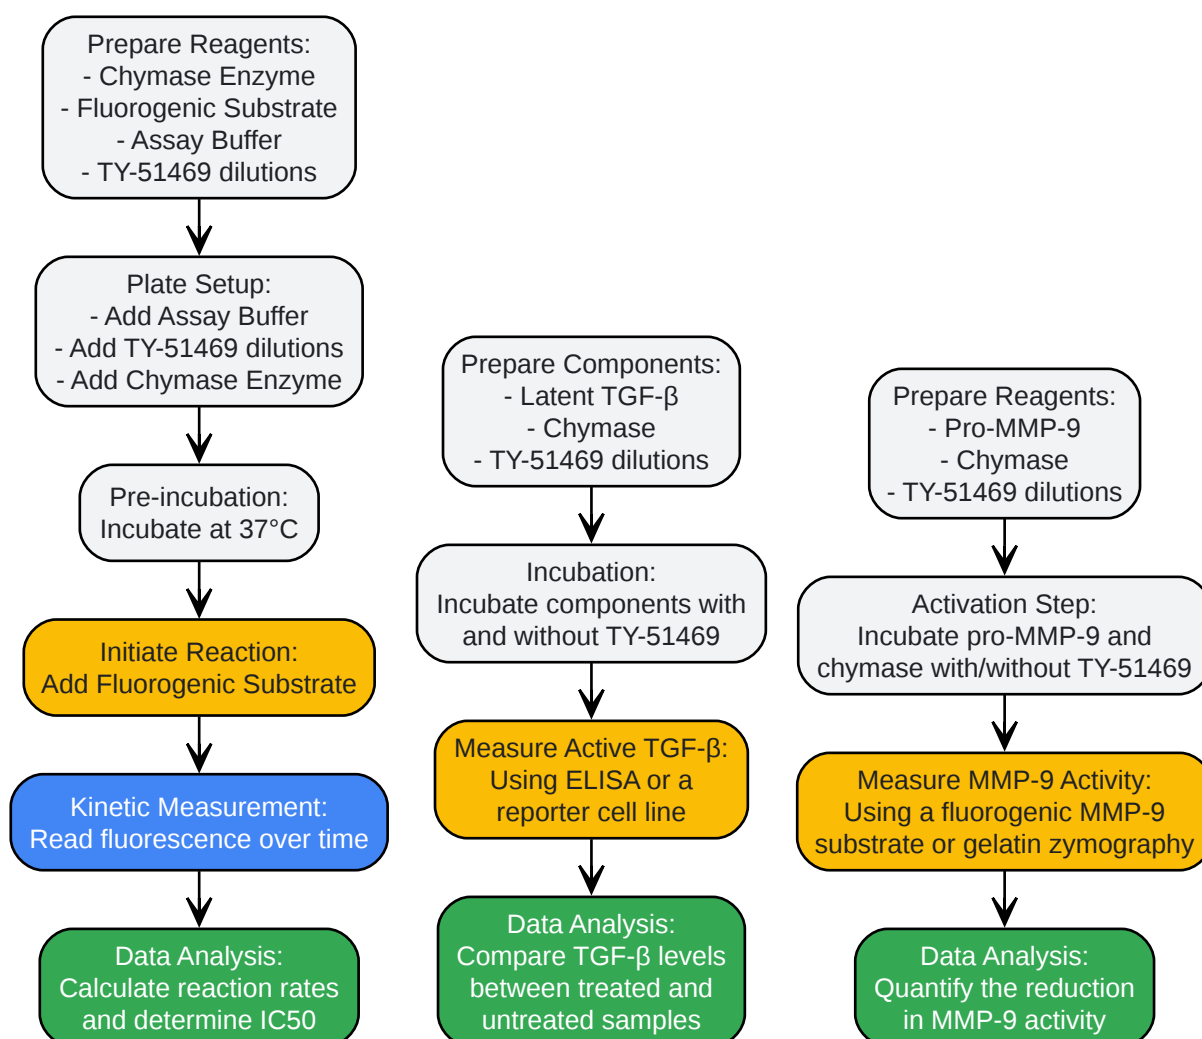 Prepare Reagents:
- Chymase Enzyme
- Fluorogenic Substrate
- Assay Buffer
- TY-51469 dilutions
Plate Setup:
- Add Assay Buffer
- Add TY-51469 dilutions
- Add Chymase Enzyme
Pre-incubation:
Incubate at 37°C
Initiate Reaction:
Add Fluorogenic Substrate
Kinetic Measurement:
Read fluorescence over time
Data Analysis:
Calculate reaction rates
and determine IC50
Prepare Components:
- Latent TGF-β
- Chymase
- TY-51469 dilutions
Incubation:
Incubate components with
and without TY-51469
Measure Active TGF-β:
Using ELISA or a
reporter cell line
Data Analysis:
Compare TGF-β levels
between treated and
untreated samples
Prepare Reagents:
- Pro-MMP-9
- Chymase
- TY-51469 dilutions
Activation Step:
Incubate pro-MMP-9 and
chymase with/without TY-51469
Measure MMP-9 Activity:
Using a fluorogenic MMP-9
substrate or gelatin zymography
Data Analysis:
Quantify the reduction
in MMP-9 activity